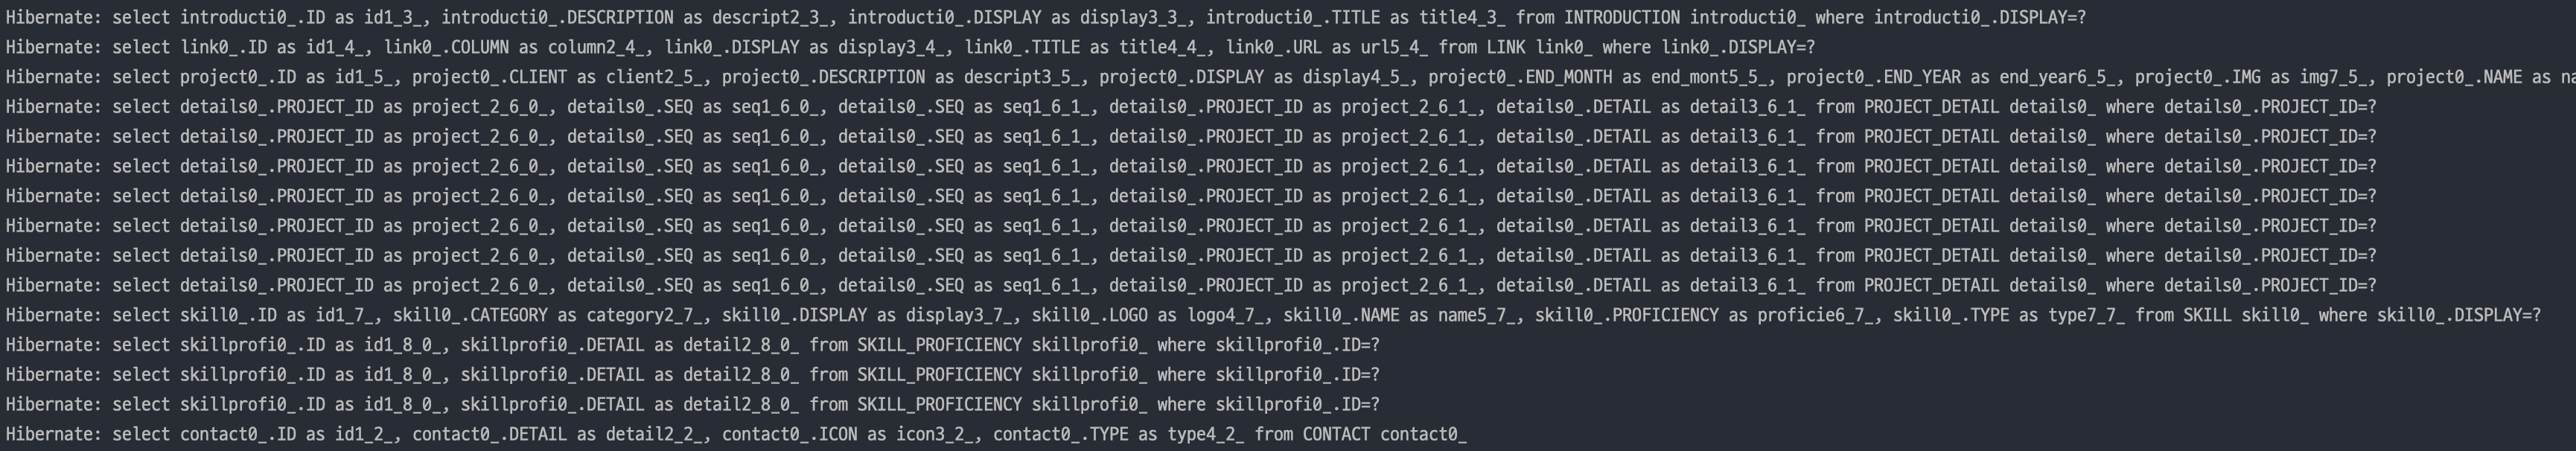 Hibernate: select introducti0_.ID as id1_3_, introducti0_.DESCRIPTION as descript2_3_, introducti0_.DISPLAY as display3_3_, introducti0_.TITLE as title4_3_ from INTRODUCTION introducti0_ where introducti0_.DISPLAY=?
Hibernate: select link0_.ID as id1_4_, link0_.COLUMN as column2_4_, link0_.DISPLAY as display3_4_, link0_.TITLE as title4_4_, link0_.URL as url5_4_ from LINK link0_ where link0_.DISPLAY=?
Hibernate: select project0_.ID as id1_5_, project0_.CLIENT as client2_5_, project0_.DESCRIPTION as descript3_5_, project0_.DISPLAY as display4_5_, project0_.END_MONTH as end_mont5_5_, project0_.END_YEAR as end_year6_5_, project0_.IMG as img7_5_, project0_.NAME as na
Hibernate: select details0_.PROJECT_ID as project_2_6_0_, details0_.SEQ as seq1_6_0_, details0_.SEQ as seq1_6_1_, details0_.PROJECT_ID as project_2_6_1_, details0_.DETAIL as detail3_6_1_ from PROJECT_DETAIL details0_ where details0_.PROJECT_ID=?
Hibernate: select details0_.PROJECT_ID as project_2_6_0_, details0_.SEQ as seq1_6_0_, details0_.SEQ as seq1_6_1_, details0_.PROJECT_ID as project_2_6_1_, details0_.DETAIL as detail3_6_1_ from PROJECT_DETAIL details0_ where details0_.PROJECT_ID=?
Hibernate: select details0_.PROJECT_ID as project_2_6_0_, details0_.SEQ as seq1_6_0_, details0_.SEQ as seq1_6_1_, details0_.PROJECT_ID as project_2_6_1_, details0_.DETAIL as detail3_6_1_ from PROJECT_DETAIL details0_ where details0_.PROJECT_ID=?
Hibernate: select details0_.PROJECT_ID as project_2_6_0_, details0_.SEQ as seq1_6_0_, details0_.SEQ as seq1_6_1_, details0_.PROJECT_ID as project_2_6_1_, details0_.DETAIL as detail3_6_1_ from PROJECT_DETAIL details0_ where details0_.PROJECT_ID=?
Hibernate: select details0_.PROJECT_ID as project_2_6_0_, details0_.SEQ as seq1_6_0_, details0_.SEQ as seq1_6_1_, details0_.PROJECT_ID as project_2_6_1_, details0_.DETAIL as detail3_6_1_ from PROJECT_DETAIL details0_ where details0_.PROJECT_ID=?
Hibernate: select details0_.PROJECT_ID as project_2_6_0_, details0_.SEQ as seq1_6_0_, details0_.SEQ as seq1_6_1_, details0_.PROJECT_ID as project_2_6_1_, details0_.DETAIL as detail3_6_1_ from PROJECT_DETAIL details0_ where details0_.PROJECT_ID=?
Hibernate: select details0_.PROJECT_ID as project_2_6_0_, details0_.SEQ as seq1_6_0_, details0_.SEQ as seq1_6_1_, details0_.PROJECT_ID as project_2_6_1_, details0_.DETAIL as detail3_6_1_ from PROJECT_DETAIL details0_ where details0_.PROJECT_ID=?
Hibernate: select skill0_.ID as id1_7_, skill0_.CATEGORY as category2_7_, skill0_.DISPLAY as display3_7_, skill0_.LOGO as logo4_7_, skill0_.NAME as name5_7_, skill0_.PROFICIENCY as proficie6_7_, skill0_.TYPE as type7_7_ from SKILL skill0_ where skill0_.DISPLAY=?
Hibernate: select skillprofi0_.ID as id1_8_0_, skillprofi0_.DETAIL as detail2_8_0_ from SKILL_PROFICIENCY skillprofi0_ where skillprofi0_.ID=?
Hibernate: select skillprofi0_.ID as id1_8_0_, skillprofi0_.DETAIL as detail2_8_0_ from SKILL_PROFICIENCY skillprofi0_ where skillprofi0_.ID=?
Hibernate: select skillprofi0_.ID as id1_8_0_, skillprofi0_.DETAIL as detail2_8_0_ from SKILL_PROFICIENCY skillprofi0_ where skillprofi0_.ID=?
Hibernate: select contact0_.ID as id1_2_, contact0_.DETAIL as detail2_2_, contact0_.ICON as icon3_2_, contact0_.TYPE as type4_2_ from CONTACT contact0_